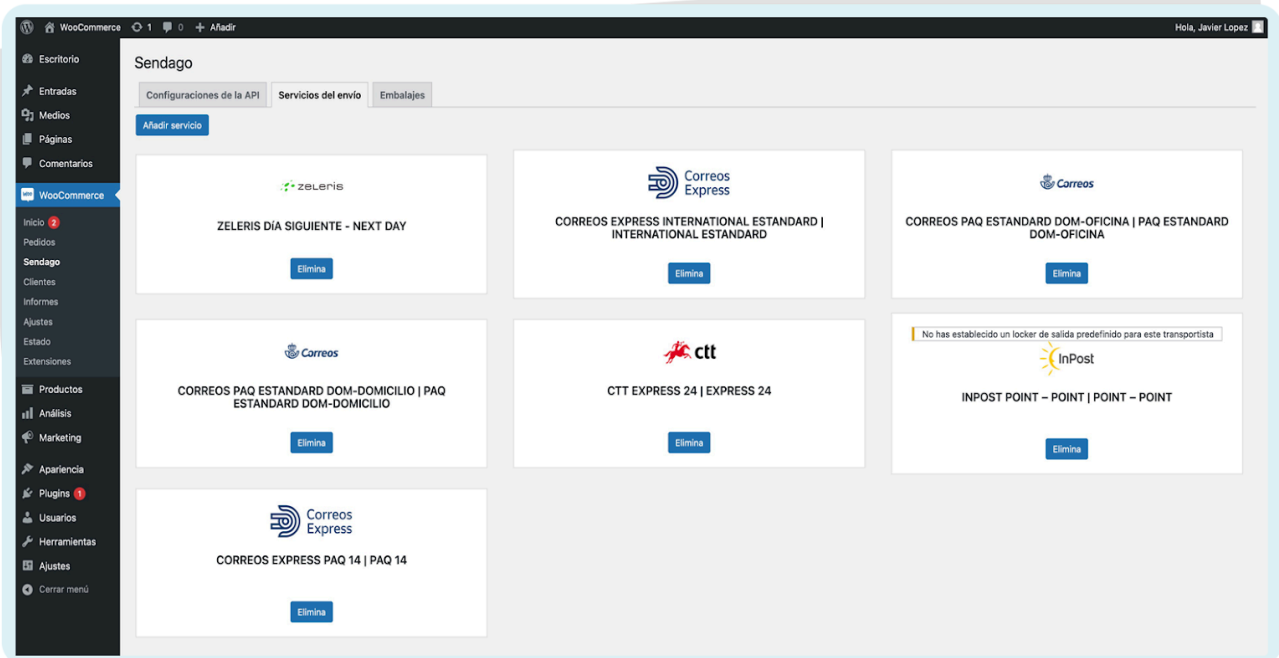 WooCommerce 1 0 Añadir
Hola, Javier Lopez
Escritorio
Entradas
Medios
Páginas
Comentarios
WooCommerce
Inicio 2
Pedidos
Sendago
Clientes
Informes
Ajustes
Estado
Extensiones
Productos
Análisis
Marketing
Apariencia
Plugins 1
Usuarios
Herramientas
Ajustes
Cerrar menú
Sendago
Configuraciones de la API
Servicios del envío
Embalajes
Añadir servicio
zeleris
ZELERIS DíA SIGUIENTE - NEXT DAY
Elimina
Correos
Express
CORREOS EXPRESS INTERNATIONAL ESTANDARD |
INTERNATIONAL ESTANDARD
Elimina
Correos
CORREOS PAQ ESTANDARD DOM-OFICINA | PAQ ESTANDARD
DOM-OFICINA
Elimina
Correos
CORREOS PAQ ESTANDARD DOM-DOMICILIO | PAQ
ESTANDARD DOM-DOMICILIO
Elimina
ctt
CTT EXPRESS 24 | EXPRESS 24
Elimina
No has establecido un locker de salida predefinido para este transportista
InPost
INPOST POINT – POINT | POINT – POINT
Elimina
Correos
Express
CORREOS EXPRESS PAQ 14 | PAQ 14
Elimina